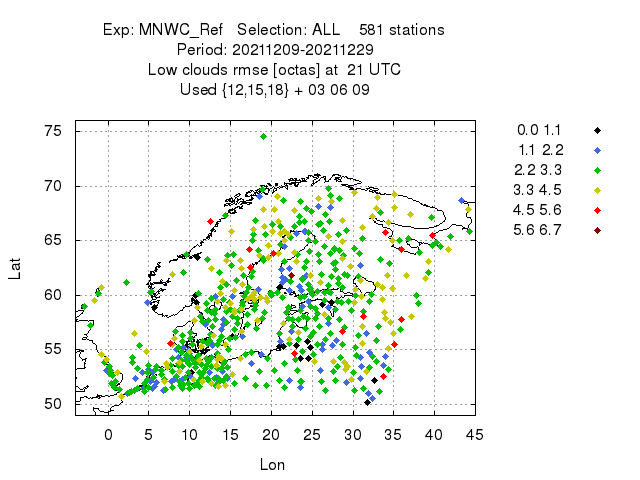 Exp: MNWC_Ref Selection: ALL 581 stations
Period: 20211209-20211229
Low clouds rmse [octas] at 21 UTC
Used {12,15,18} + 03 06 09
75
70
65
60
55
50
Lat
0 5 10 15 20 25 30 35 40 45
Lon
0.0 1.1
1.1 2.2
2.2 3.3
3.3 4.5
4.5 5.6
5.6 6.7